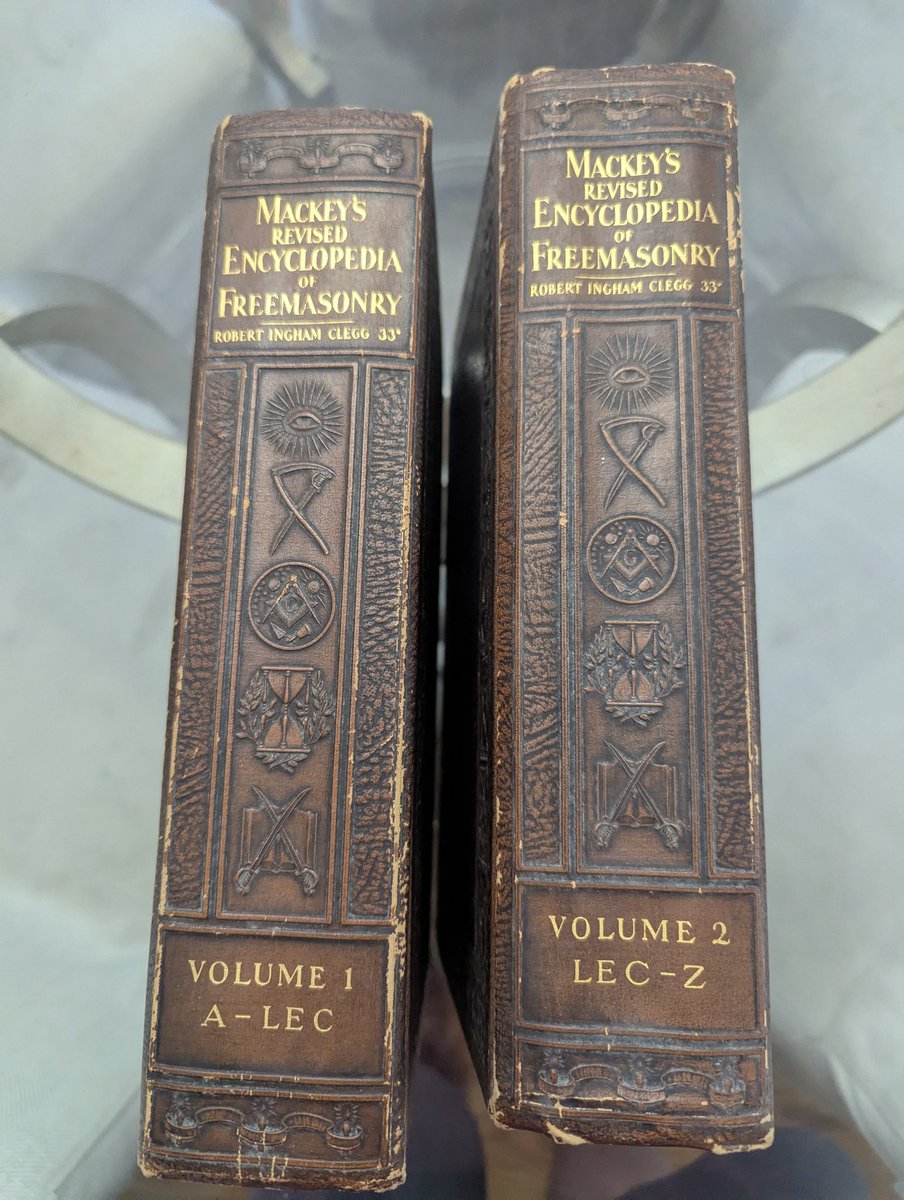 MACKEY'S
REVISED
ENCYCLOPEDIA
OF
FREEMASONRY
ROBERT INGHAM CLEGG 33°
G
VOLUME 1
A-LEC
MACKEY'S
REVISED
ENCYCLOPEDIA
OF
FREEMASONRY
ROBERT INGHAM CLEGG 33°
G
VOLUME 2
LEC-Z